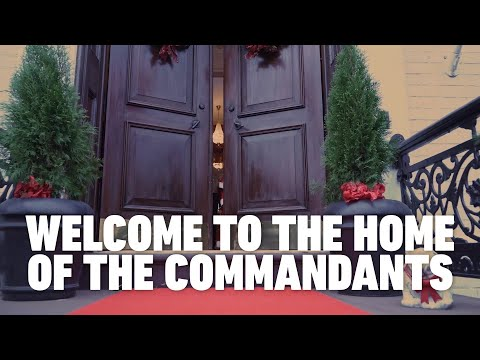 WELCOME TO THE HOME
OF THE COMMANDANTS